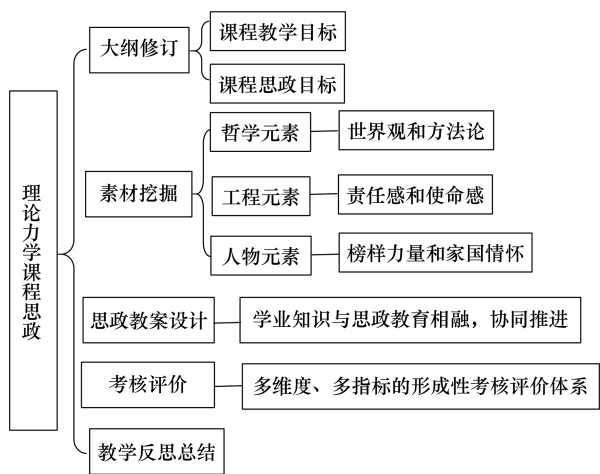 理论力学课程思政
大纲修订
课程教学目标
课程思政目标
素材挖掘
哲学元素
世界观和方法论
工程元素
责任感和使命感
人物元素
榜样力量和家国情怀
思政教案设计
学业知识与思政教育相融，协同推进
考核评价
多维度、多指标的形成性考核评价体系
教学反思总结